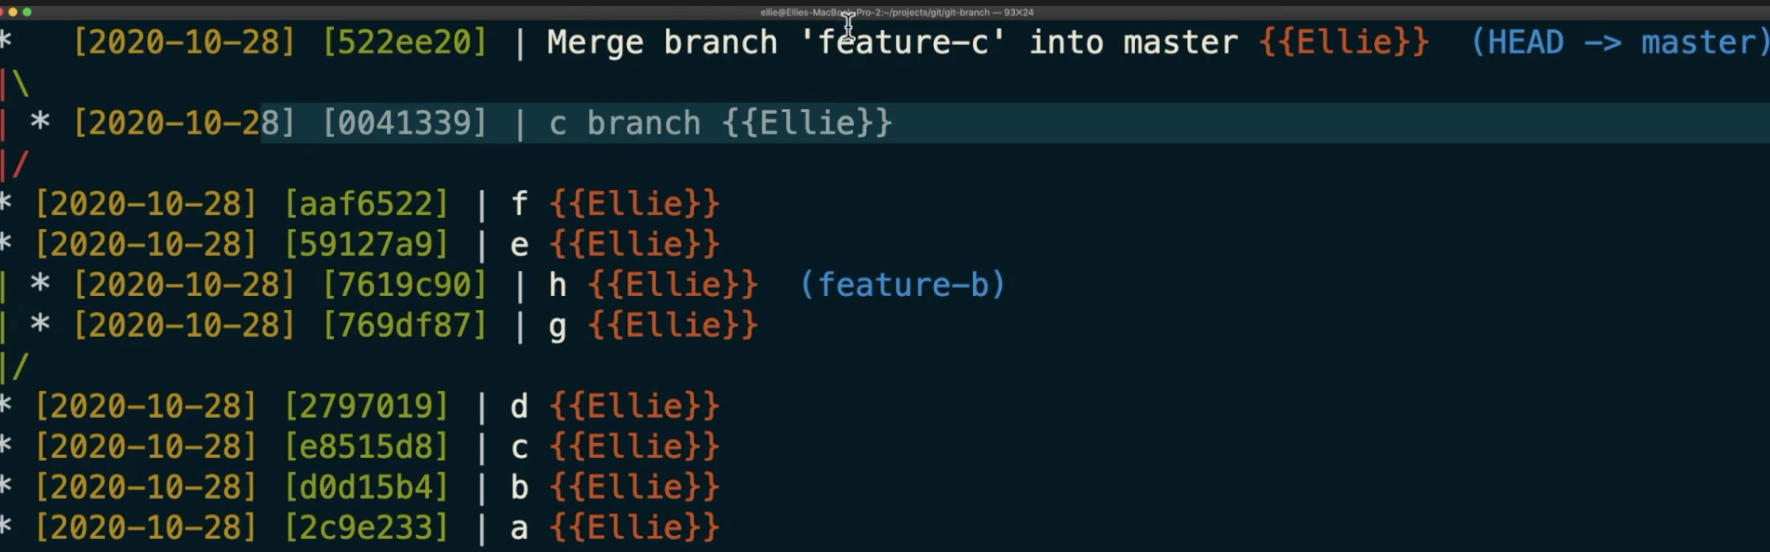 ellie@Ellies-MacBook-Pro-2:~/projects/git/git-branch — 93×24
* [2020-10-28] [522ee20] | Merge branch 'feature-c' into master {{Ellie}} (HEAD -> master)
|\
| * [2020-10-28] [0041339] | c branch {{Ellie}}
|/
* [2020-10-28] [aaf6522] | f {{Ellie}}
* [2020-10-28] [59127a9] | e {{Ellie}}
| * [2020-10-28] [7619c90] | h {{Ellie}} (feature-b)
| * [2020-10-28] [769df87] | g {{Ellie}}
|/
* [2020-10-28] [2797019] | d {{Ellie}}
* [2020-10-28] [e8515d8] | c {{Ellie}}
* [2020-10-28] [d0d15b4] | b {{Ellie}}
* [2020-10-28] [2c9e233] | a {{Ellie}}